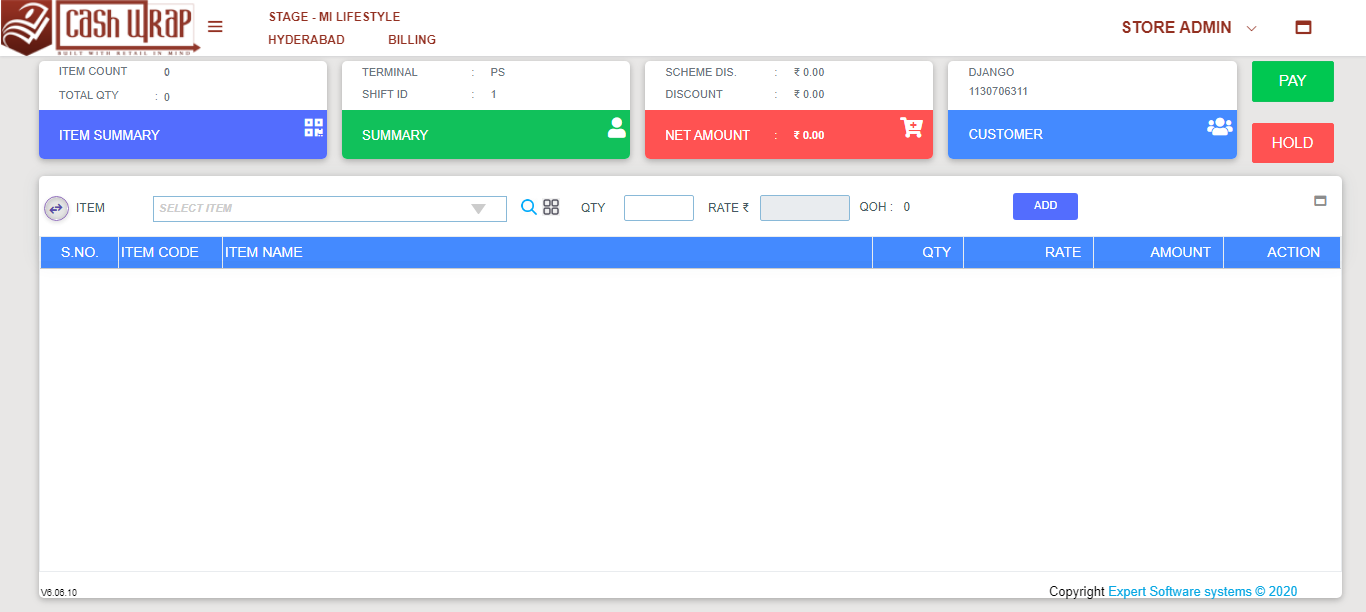 CASH WRAP
BUILT WITH RETAIL IN MIND
STAGE - MI LIFESTYLE
HYDERABAD BILLING
STORE ADMIN
ITEM COUNT 0
TOTAL QTY : 0
ITEM SUMMARY
TERMINAL : PS
SHIFT ID : 1
SUMMARY
SCHEME DIS. : ₹ 0.00
DISCOUNT : ₹ 0.00
NET AMOUNT : ₹ 0.00
DJANGO
1130706311
CUSTOMER
PAY
HOLD
ITEM SELECT ITEM QTY RATE ₹ QOH : 0 ADD
S.NO. ITEM CODE ITEM NAME QTY RATE AMOUNT ACTION
V6.06.10
Copyright Expert Software systems © 2020